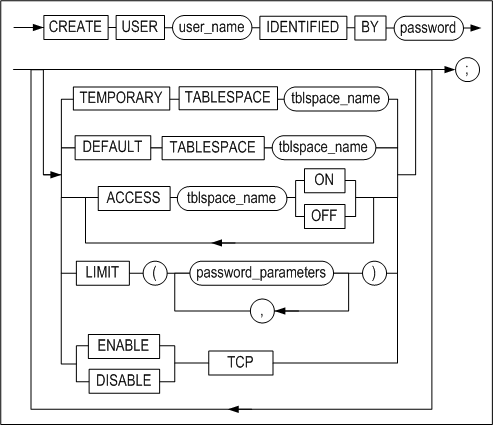 CREATE USER user_name IDENTIFIED BY password
;
TEMPORARY TABLESPACE tblspace_name
DEFAULT TABLESPACE tblspace_name
ON
ACCESS tblspace_name
OFF
LIMIT ( password_parameters )
,
ENABLE
TCP
DISABLE